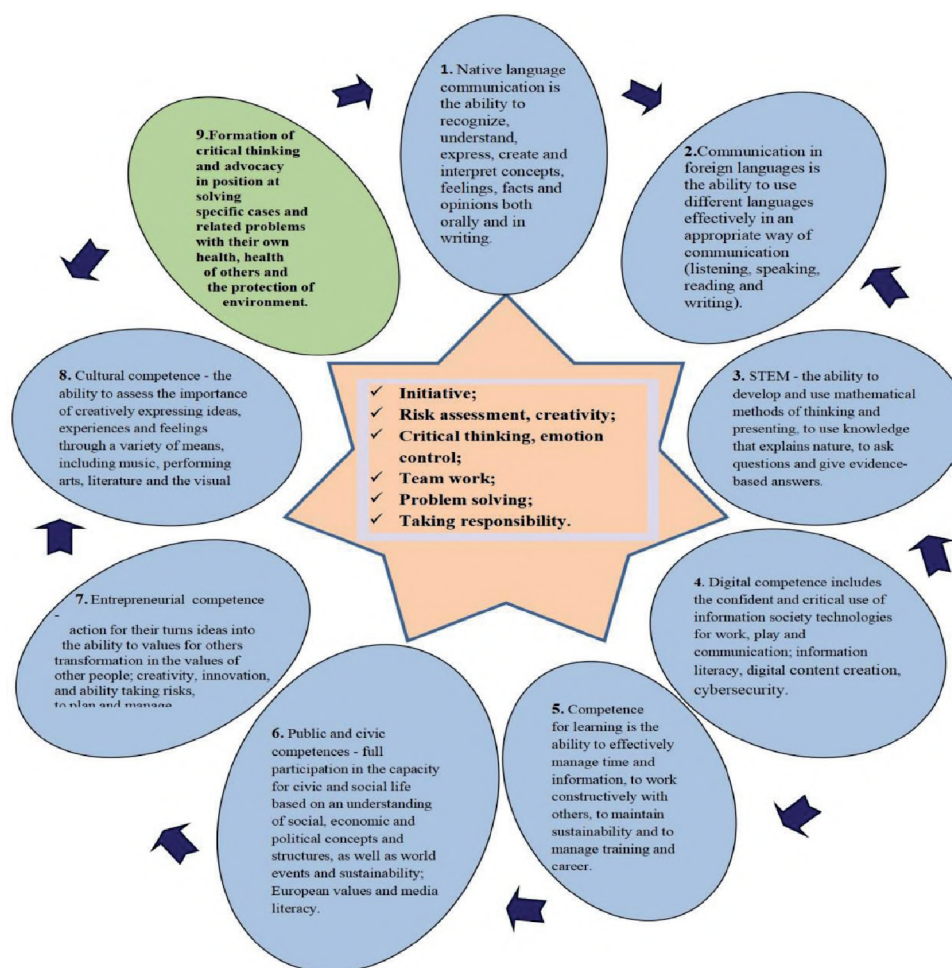 1. Native language
communication is
the ability to
recognize,
understand,
express, create and
interpret concepts,
feelings, facts and
opinions both
orally and in
writing.
2.Communication in
foreign languages is
the ability to use
different languages
effectively in an
appropriate way of
communication
(listening, speaking,
reading and
writing).
3. STEM - the ability to
develop and use mathematical
methods of thinking and
presenting, to use knowledge
that explains nature, to ask
questions and give evidence-
based answers.
4. Digital competence includes
the confident and critical use of
information society technologies
for work, play and
communication; information
literacy, digital content creation,
cybersecurity.
5. Competence
for learning is the
ability to effectively
manage time and
information, to work
constructively with
others, to maintain
sustainability and to
manage training and
career.
6. Public and civic
competences - full
participation in the capacity
for civic and social life
based on an understanding
of social, economic and
political concepts and
structures, as well as world
events and sustainability;
European values and media
literacy.
7. Entrepreneurial competence
-
action for their turns ideas into
the ability to values for others
transformation in the values of
other people; creativity, innovation,
and ability taking risks,
to plan and manage
8. Cultural competence - the
ability to assess the importance
of creatively expressing ideas,
experiences and feelings
through a variety of means,
including music, performing
arts, literature and the visual
9.Formation of
critical thinking
and advocacy
in position at
solving
specific cases and
related problems
with their own
health, health
of others and
the protection of
environment.
✓ Initiative;
✓ Risk assessment, creativity;
✓ Critical thinking, emotion
control;
✓ Team work;
✓ Problem solving;
✓ Taking responsibility.